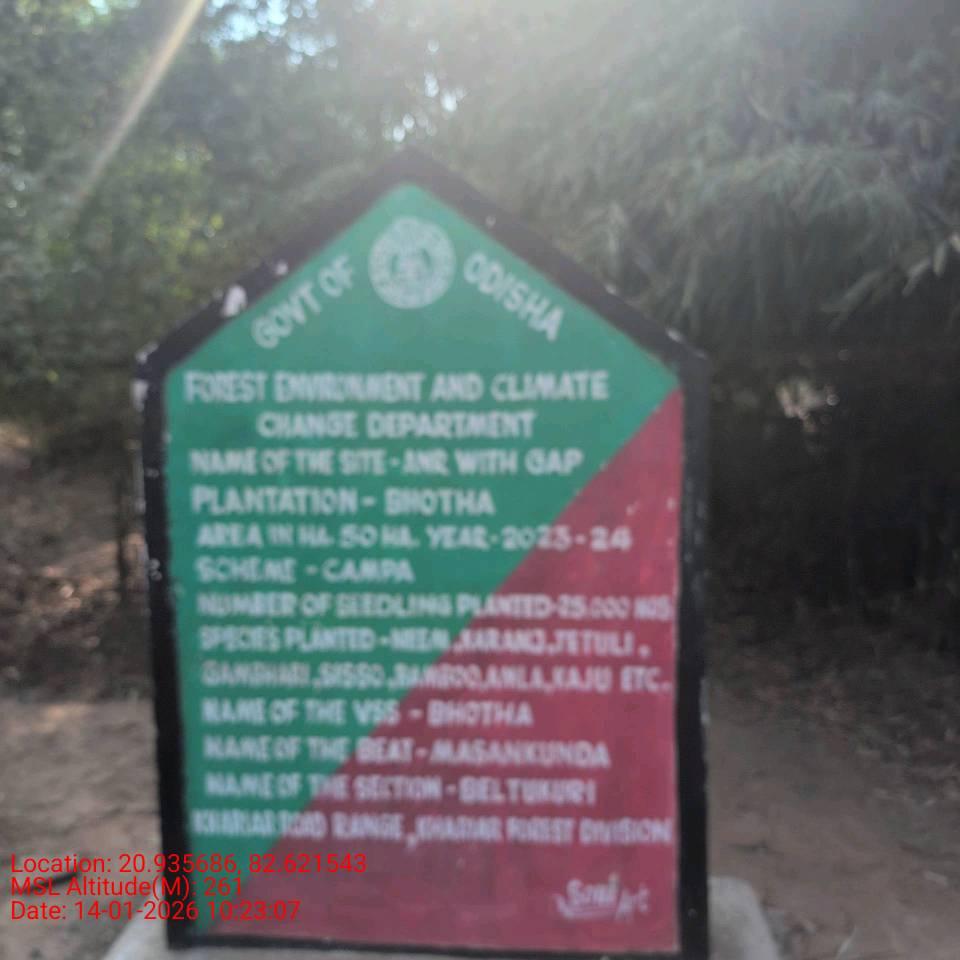 GOVT OF ODISHA
FOREST ENVIRONMENT AND CLIMATE
CHANGE DEPARTMENT
NAME OF THE SITE - ANR WITH GAP
PLANTATION - BHOTHA
AREA IN HA. 50 HA. YEAR - 2023 - 24
SCHEME - CAMPA
NUMBER OF SEEDLING PLANTED - 25.000 NOS
SPECIES PLANTED - NEEM, KARANJ, TETULI,
GAMBHARI, SISSO, BAMBOO, AMLA, KAJU ETC.
NAME OF THE VSS - BHOTHA
NAME OF THE BEAT - MASANKUNDA
NAME OF THE SECTION - BELTUKURI
KHARIAR ROAD RANGE, KHARIAR FOREST DIVISION
Art
Location: 20.935686, 82.621543
MSL Altitude(M): 261
Date: 14-01-2026 10:23:07